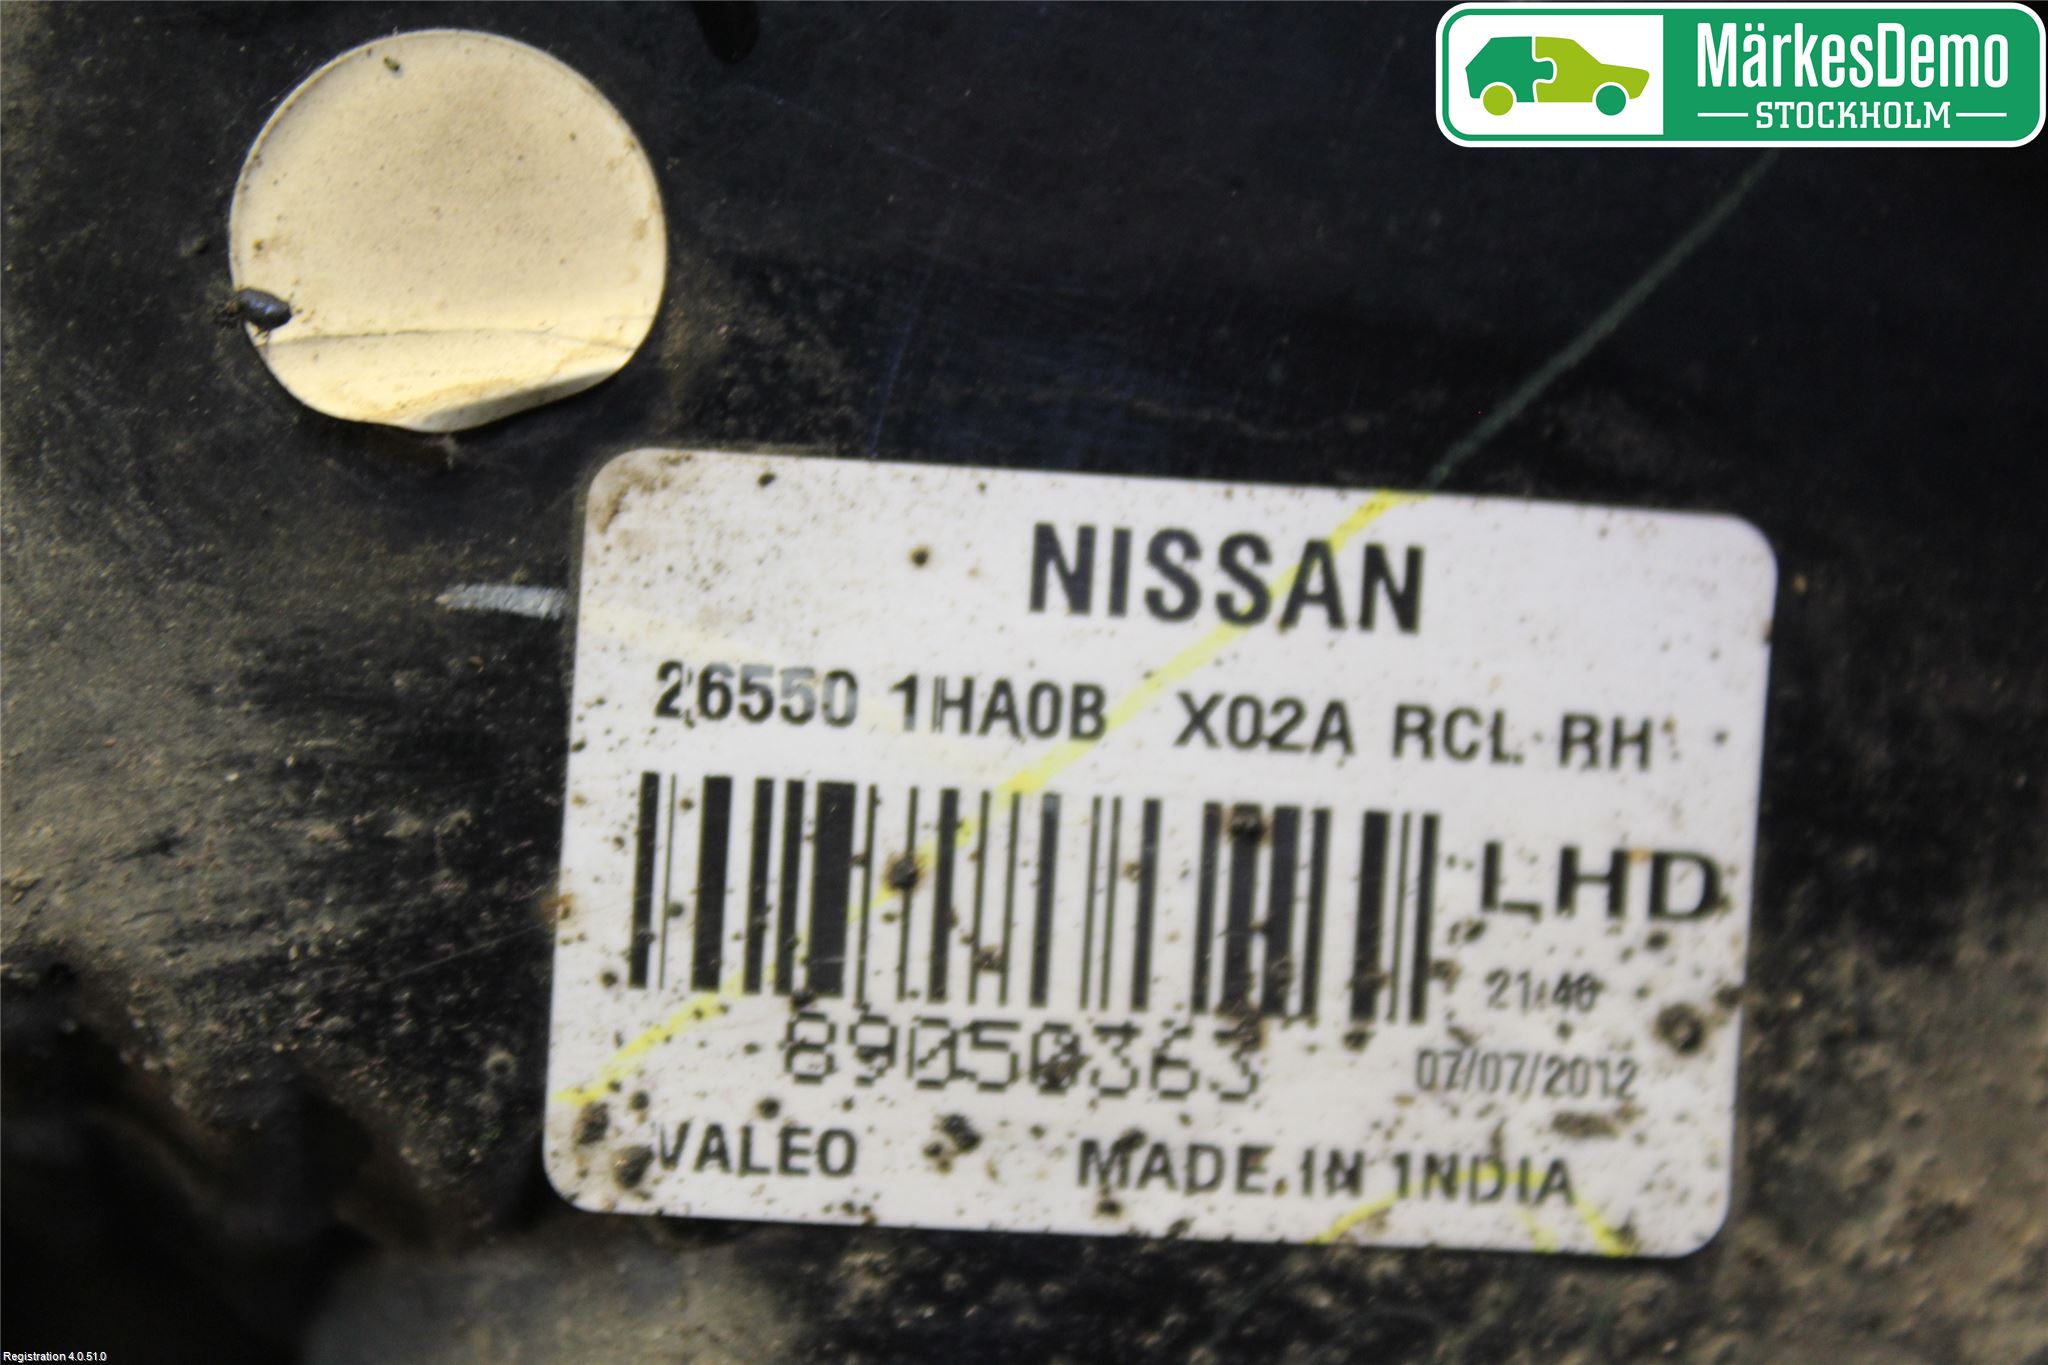 MärkesDemo
STOCKHOLM
NISSAN
26550 1HA0B X02A RCL RH
LHD
21:46
89050363
07/07/2012
VALEO MADE IN INDIA
Registration 4.0.51.0